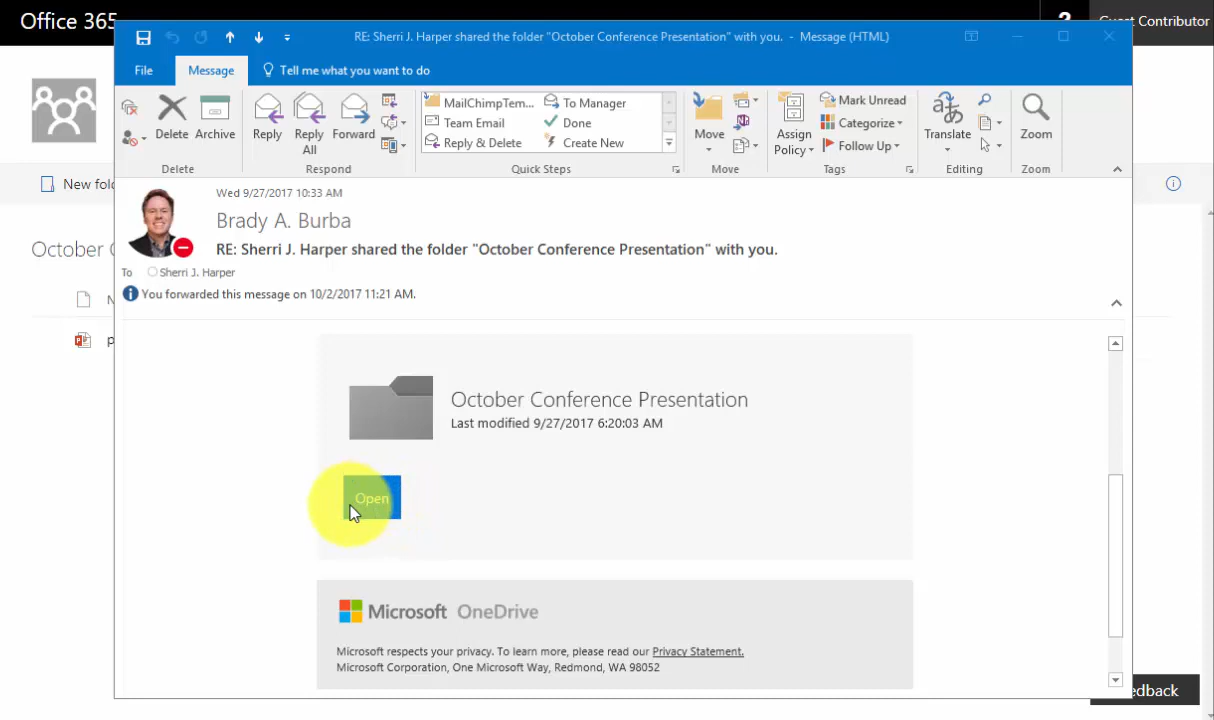 Office 365
?
Guest Contributor
RE: Sherri J. Harper shared the folder "October Conference Presentation" with you. - Message (HTML)
File
Message
Tell me what you want to do
Delete
Archive
Reply
Reply All
Forward
MailChimpTem...
Team Email
Reply & Delete
To Manager
Done
Create New
Move
Assign Policy
Mark Unread
Categorize
Follow Up
Translate
Zoom
Delete
Respond
Quick Steps
Move
Tags
Editing
Zoom
New fol
Wed 9/27/2017 10:33 AM
Brady A. Burba
October
RE: Sherri J. Harper shared the folder "October Conference Presentation" with you.
To Sherri J. Harper
You forwarded this message on 10/2/2017 11:21 AM.
N
p
October Conference Presentation
Last modified 9/27/2017 6:20:03 AM
Open
Microsoft OneDrive
Microsoft respects your privacy. To learn more, please read our Privacy Statement.
Microsoft Corporation, One Microsoft Way, Redmond, WA 98052
edback